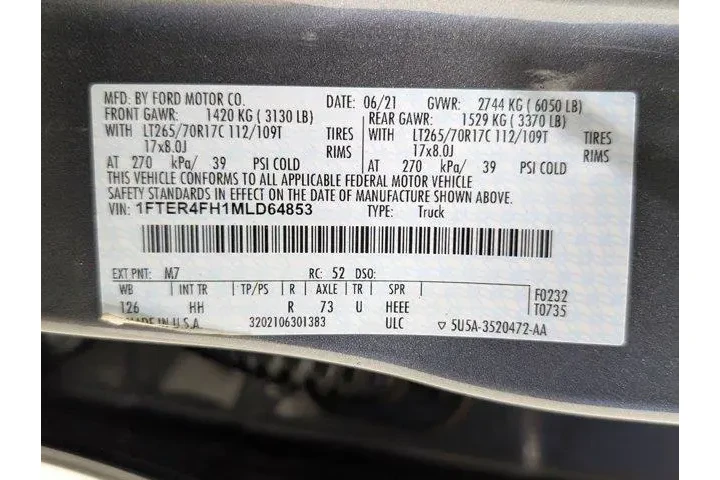 MFD. BY FORD MOTOR CO. DATE: 06/21 GVWR: 2744 KG ( 6050 LB)
FRONT GAWR: 1420 KG ( 3130 LB) REAR GAWR: 1529 KG ( 3370 LB)
WITH LT265/70R17C 112/109T TIRES WITH LT265/70R17C 112/109T TIRES
17x8.0J RIMS 17x8.0J RIMS
AT 270 kPa/ 39 PSI COLD AT 270 kPa/ 39 PSI COLD
THIS VEHICLE CONFORMS TO ALL APPLICABLE FEDERAL MOTOR VEHICLE
SAFETY STANDARDS IN EFFECT ON THE DATE OF MANUFACTURE SHOWN ABOVE.
VIN: 1FTER4FH1MLD64853 TYPE: Truck
EXT PNT: M7 RC: 52 DSO:
WB INT TR TP/PS R AXLE TR SPR F0232
126 HH R 73 U HEEE T0735
MADE IN U.S.A 3202106301383 ULC ▽ 5U5A-3520472-AA